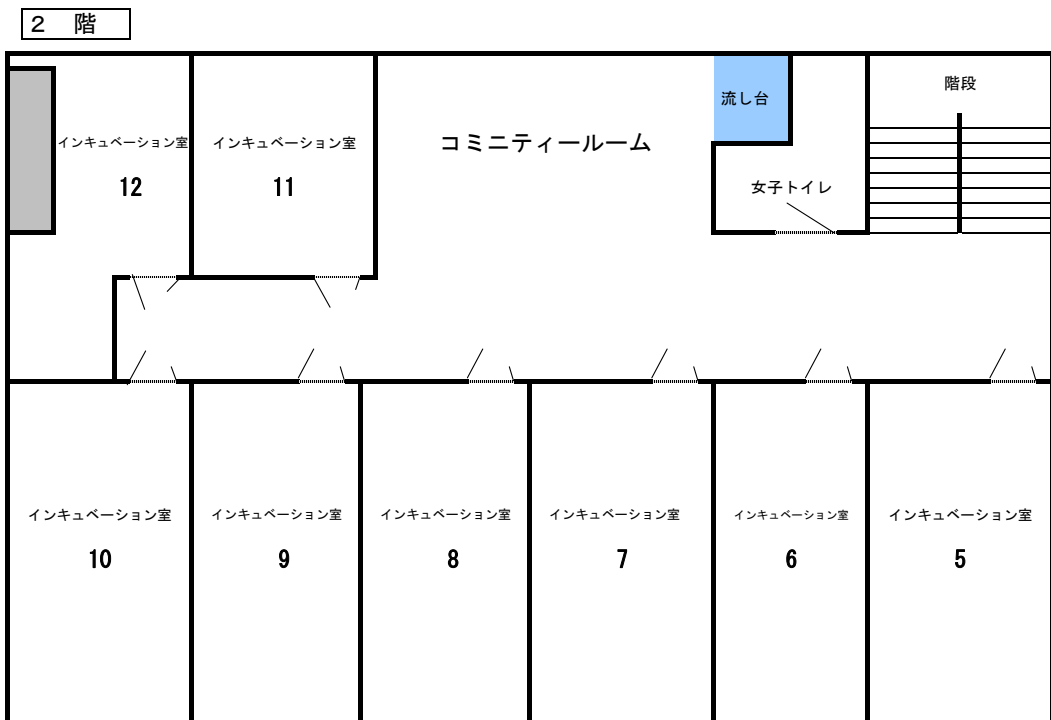 ２　階
階段
流し台
インキュベーション室
12
インキュベーション室
11
コミニティールーム
女子トイレ
インキュベーション室
10
インキュベーション室
9
インキュベーション室
8
インキュベーション室
7
インキュベーション室
6
インキュベーション室
5